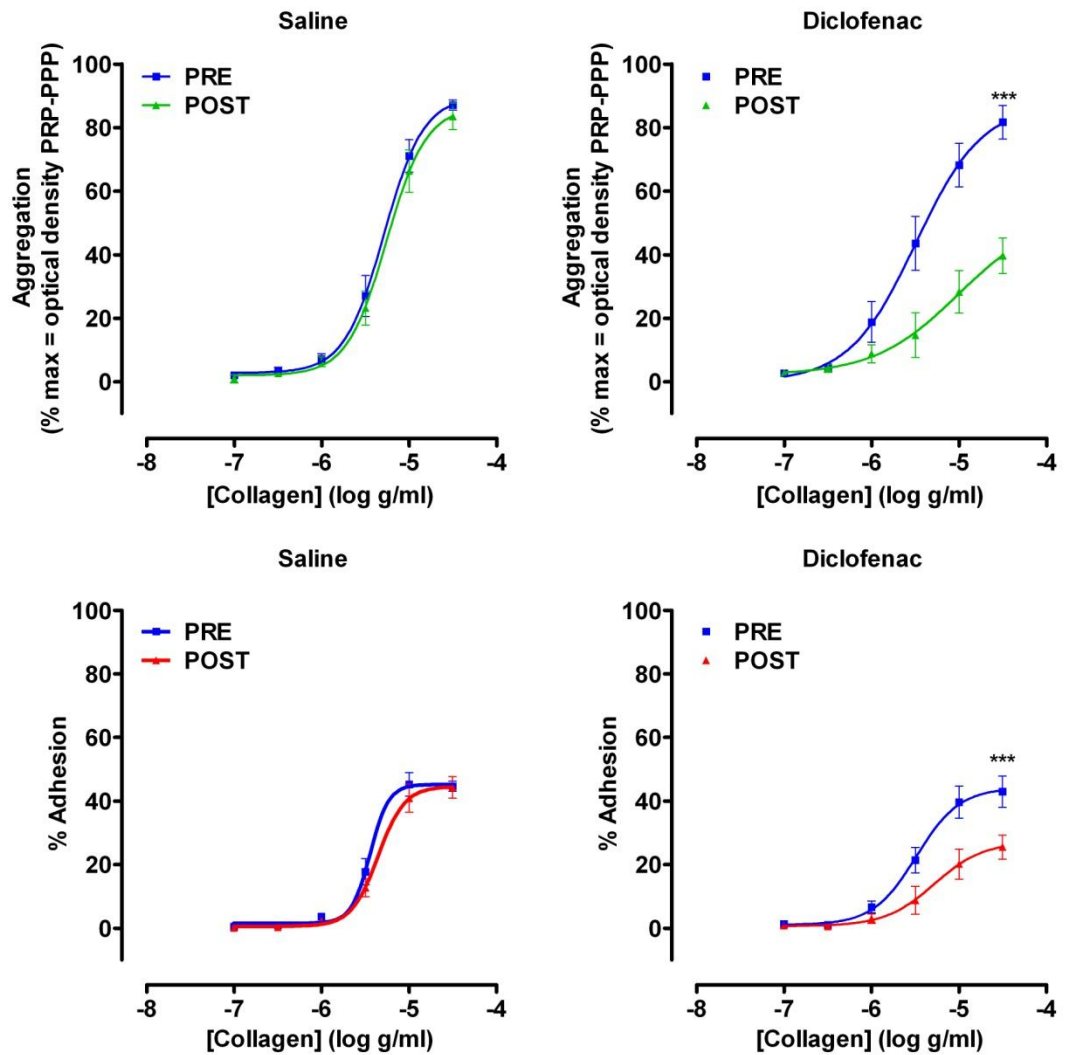 Saline
Aggregation
(% max = optical density PRP-PPP)
100
80
60
40
20
0
PRE
POST
-8
-7
-6
-5
-4
[Collagen] (log g/ml)
Diclofenac
Aggregation
(% max = optical density PRP-PPP)
100
80
60
40
20
0
PRE
POST
***
-8
-7
-6
-5
-4
[Collagen] (log g/ml)
Saline
% Adhesion
100
80
60
40
20
0
PRE
POST
-8
-7
-6
-5
-4
[Collagen] (log g/ml)
Diclofenac
% Adhesion
100
80
60
40
20
0
PRE
POST
***
-8
-7
-6
-5
-4
[Collagen] (log g/ml)